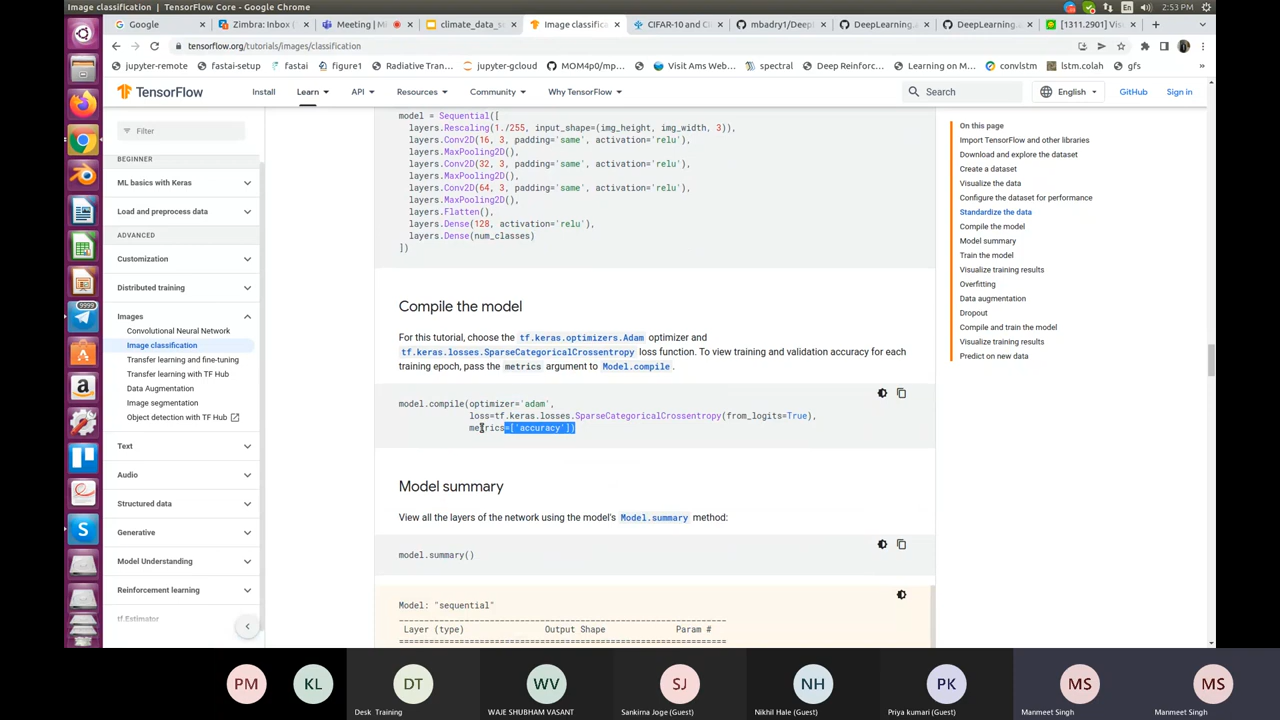 Image classification | TensorFlow Core - Google Chrome
En
2:53 PM
Google
Zimbra: Inbox (
Meeting | Mi
climate_data_s
Image classific
CIFAR-10 and Ci
mbadry1/DeepL
DeepLearning.a
DeepLearning.a
[1311.2901] Vis
tensorflow.org/tutorials/images/classification
jupyter-remote
fastai-setup
fastai
figure1
Radiative Tran...
jupyter-gcloud
MOM4p0/mp...
Visit Ams Web...
spectral
Deep Reinforc...
Learning on M...
convlstm
lstm.colah
gfs
TensorFlow
Install
Learn
API
Resources
Community
Why TensorFlow
Search
English
GitHub
Sign in
Filter
BEGINNER
ML basics with Keras
Load and preprocess data
ADVANCED
Customization
Distributed training
Images
Convolutional Neural Network
Image classification
Transfer learning and fine-tuning
Transfer learning with TF Hub
Data Augmentation
Image segmentation
Object detection with TF Hub
Text
Audio
Structured data
Generative
Model Understanding
Reinforcement learning
tf.Estimator
model = Sequential([
layers.Rescaling(1./255, input_shape=(img_height, img_width, 3)),
layers.Conv2D(16, 3, padding='same', activation='relu'),
layers.MaxPooling2D(),
layers.Conv2D(32, 3, padding='same', activation='relu'),
layers.MaxPooling2D(),
layers.Conv2D(64, 3, padding='same', activation='relu'),
layers.MaxPooling2D(),
layers.Flatten(),
layers.Dense(128, activation='relu'),
layers.Dense(num_classes)
])
Compile the model
For this tutorial, choose the tf.keras.optimizers.Adam optimizer and
tf.keras.losses.SparseCategoricalCrossentropy loss function. To view training and validation accuracy for each
training epoch, pass the metrics argument to Model.compile.
model.compile(optimizer='adam',
loss=tf.keras.losses.SparseCategoricalCrossentropy(from_logits=True),
metrics=['accuracy'])
Model summary
View all the layers of the network using the model's Model.summary method:
model.summary()
Model: "sequential"
Layer (type) Output Shape Param #
On this page
Import TensorFlow and other libraries
Download and explore the dataset
Create a dataset
Visualize the data
Configure the dataset for performance
Standardize the data
Compile the model
Model summary
Train the model
Visualize training results
Overfitting
Data augmentation
Dropout
Compile and train the model
Visualize training results
Predict on new data
9999
a
S
PM
KL
DT
WV
SJ
NH
PK
MS
MS
Desk Training
WAJE SHUBHAM VASANT
Sankirna Joge (Guest)
Nikhil Hale (Guest)
Priya kumari (Guest)
Manmeet Singh
Manmeet Singh